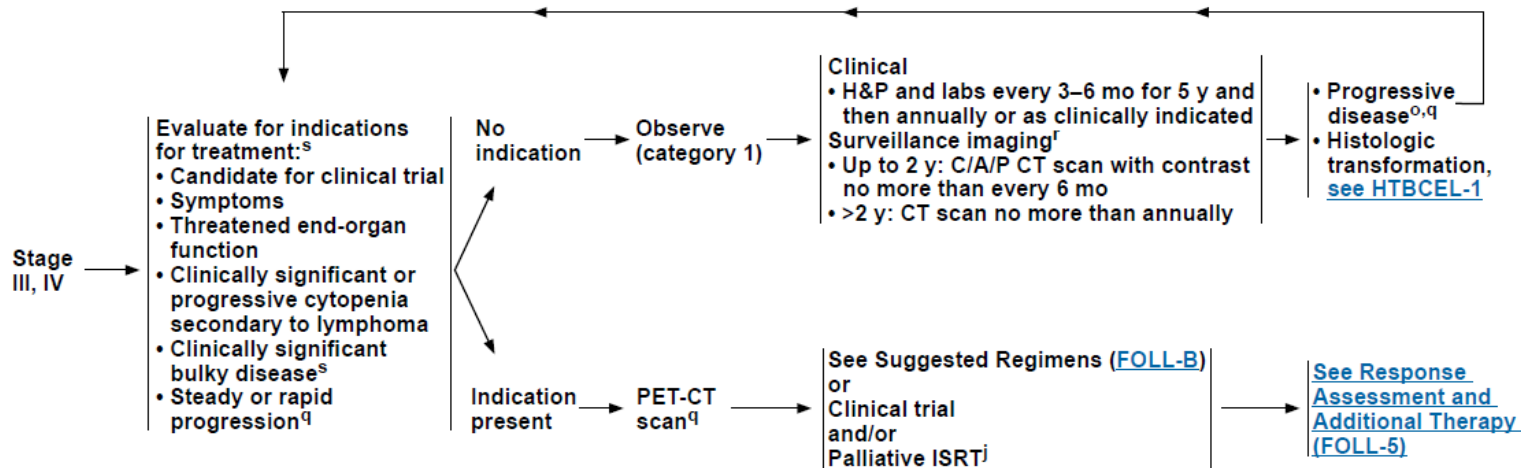 Stage
III, IV
Evaluate for indications
for treatment:s
• Candidate for clinical trial
• Symptoms
• Threatened end-organ
function
• Clinically significant or
progressive cytopenia
secondary to lymphoma
• Clinically significant
bulky diseases
• Steady or rapid
progressionq
No
indication
Observe
(category 1)
Clinical
• H&P and labs every 3–6 mo for 5 y and
then annually or as clinically indicated
Surveillance imagingr
• Up to 2 y: C/A/P CT scan with contrast
no more than every 6 mo
• >2 y: CT scan no more than annually
• Progressive
diseaseo,q
• Histologic
transformation,
see HTBCEL-1
Indication
present
PET-CT
scanq
See Suggested Regimens (FOLL-B)
or
Clinical trial
and/or
Palliative ISRTj
See Response
Assessment and
Additional Therapy
(FOLL-5)